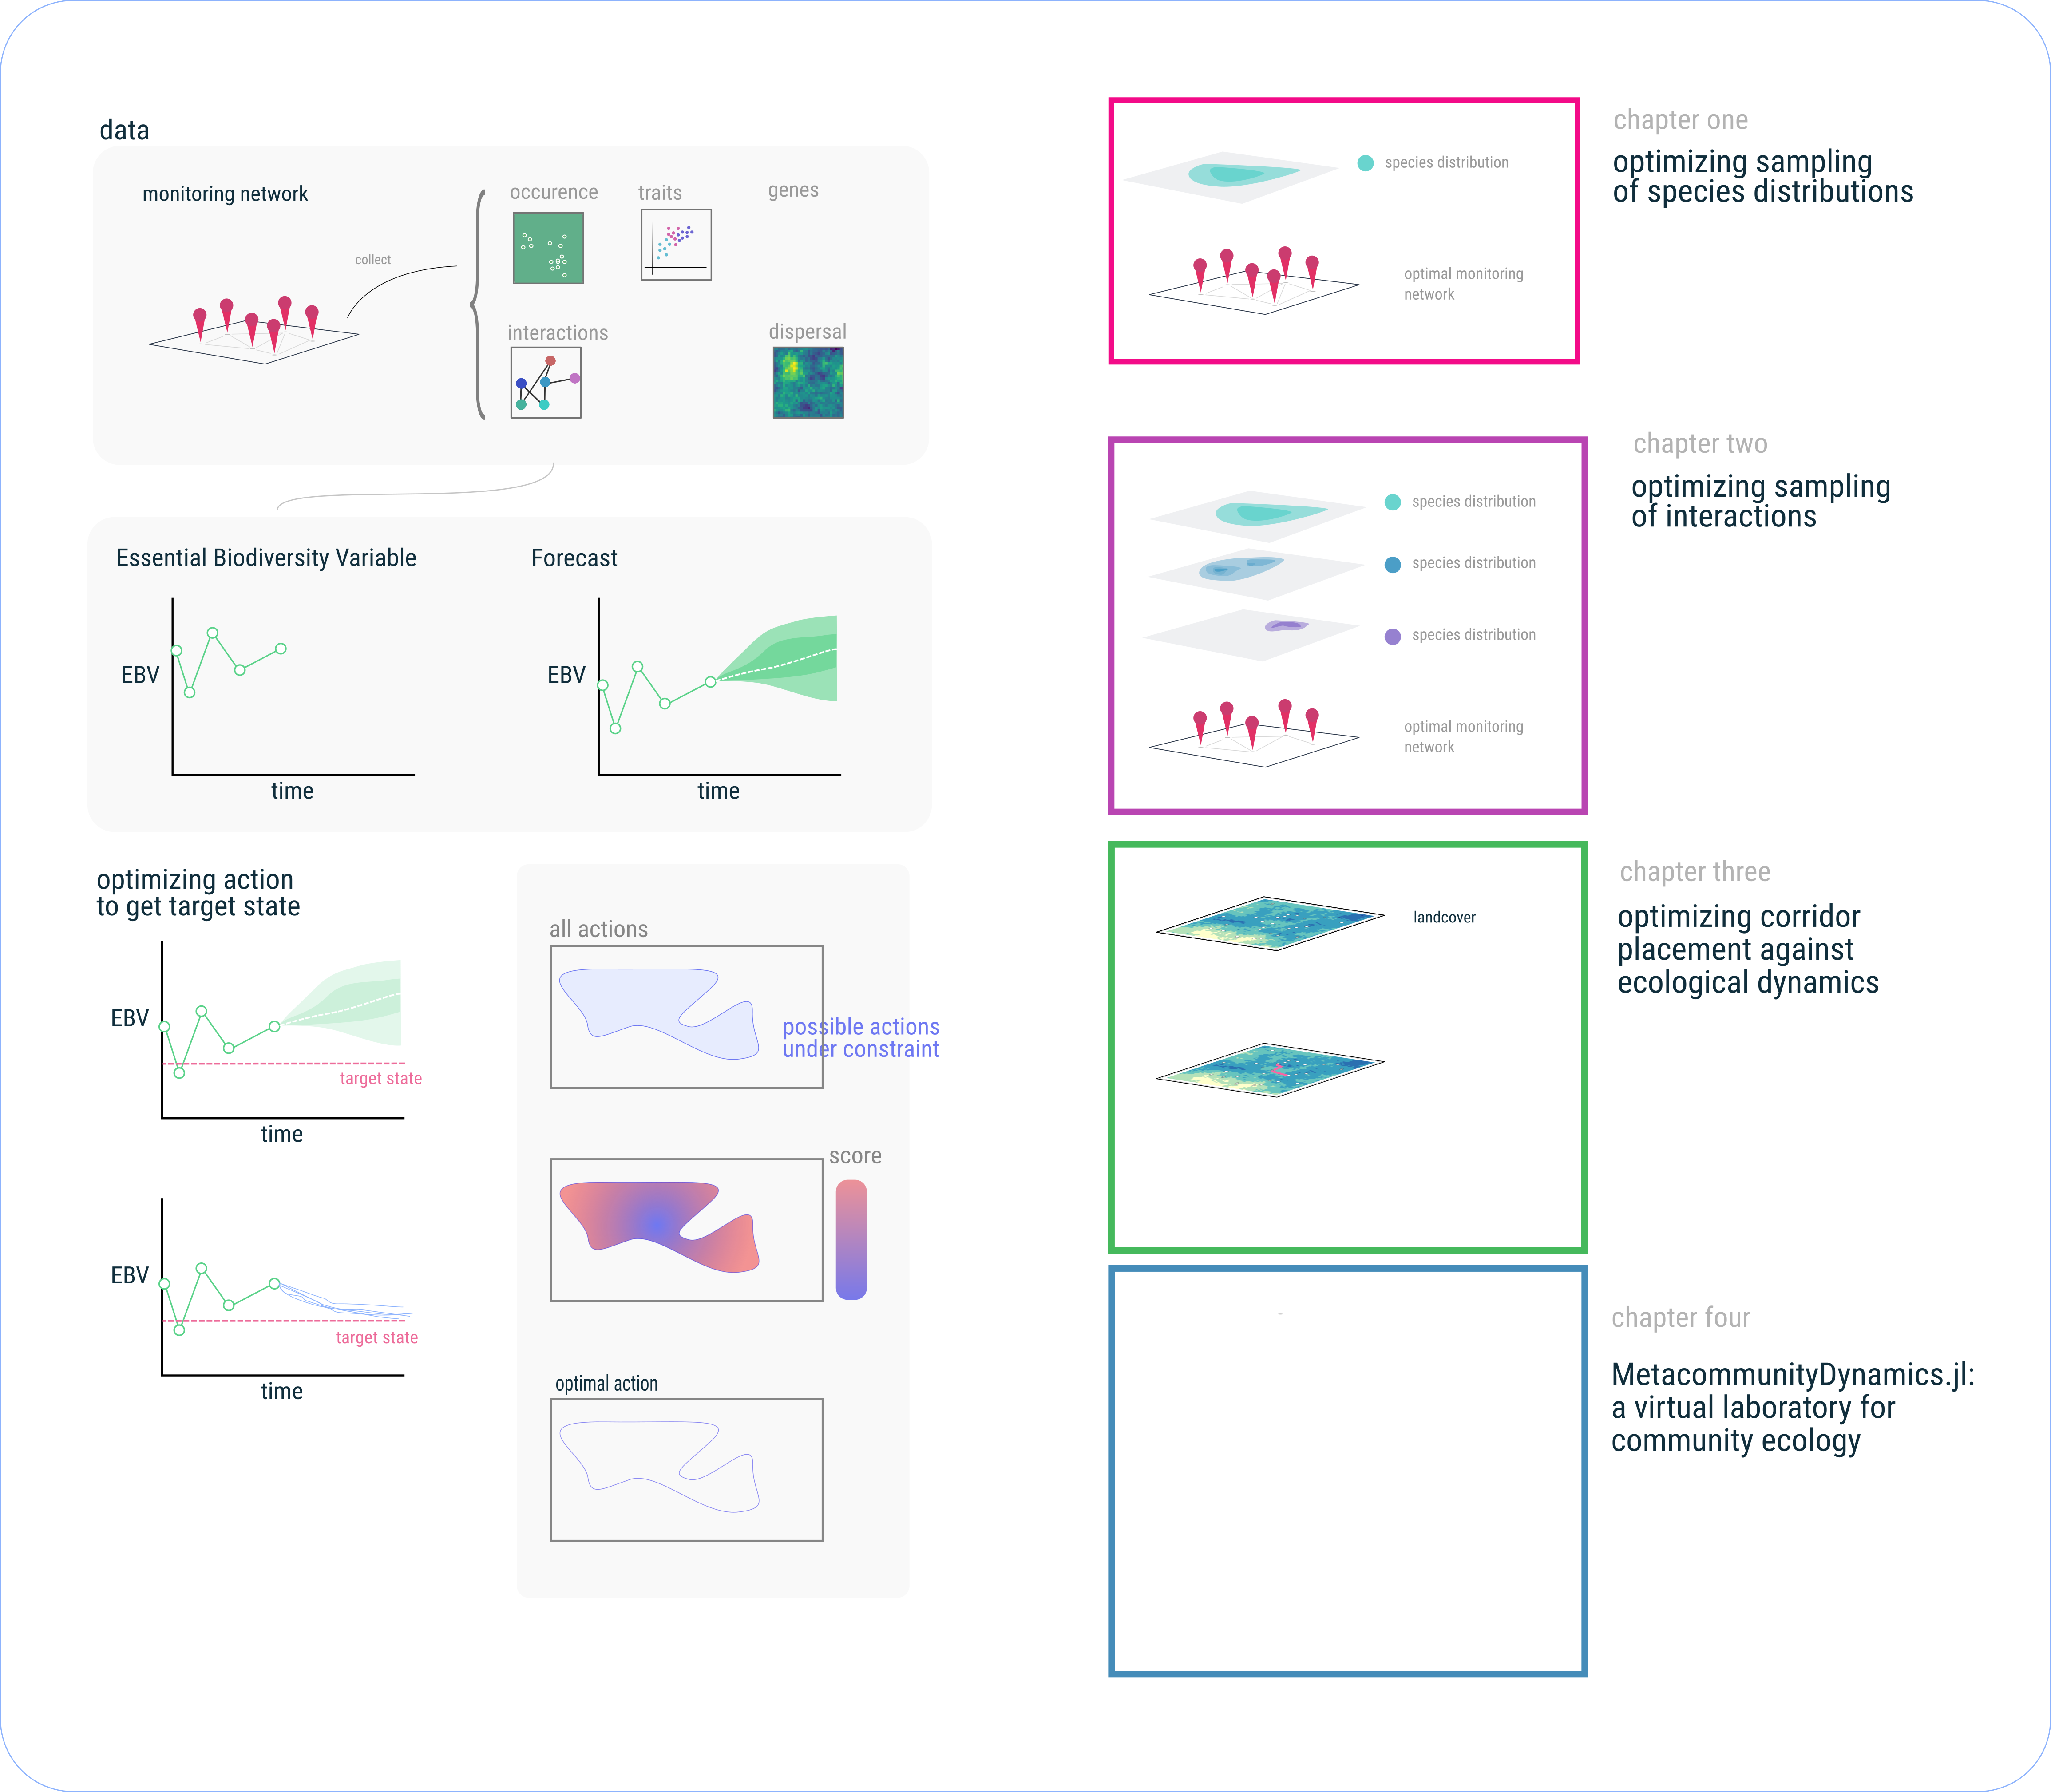 data
monitoring network
collect
occurence
traits
genes
interactions
dispersal
Essential Biodiversity Variable
Forecast
EBV
time
EBV
time
optimizing action
to get target state
EBV
target state
time
EBV
target state
time
all actions
possible actions
under constraint
score
optimal action
chapter one
optimizing sampling
of species distributions
species distribution
optimal monitoring
network
chapter two
optimizing sampling
of interactions
species distribution
species distribution
species distribution
optimal monitoring
network
chapter three
optimizing corridor
placement against
ecological dynamics
landcover
chapter four
MetacommunityDynamics.jl:
a virtual laboratory for
community ecology